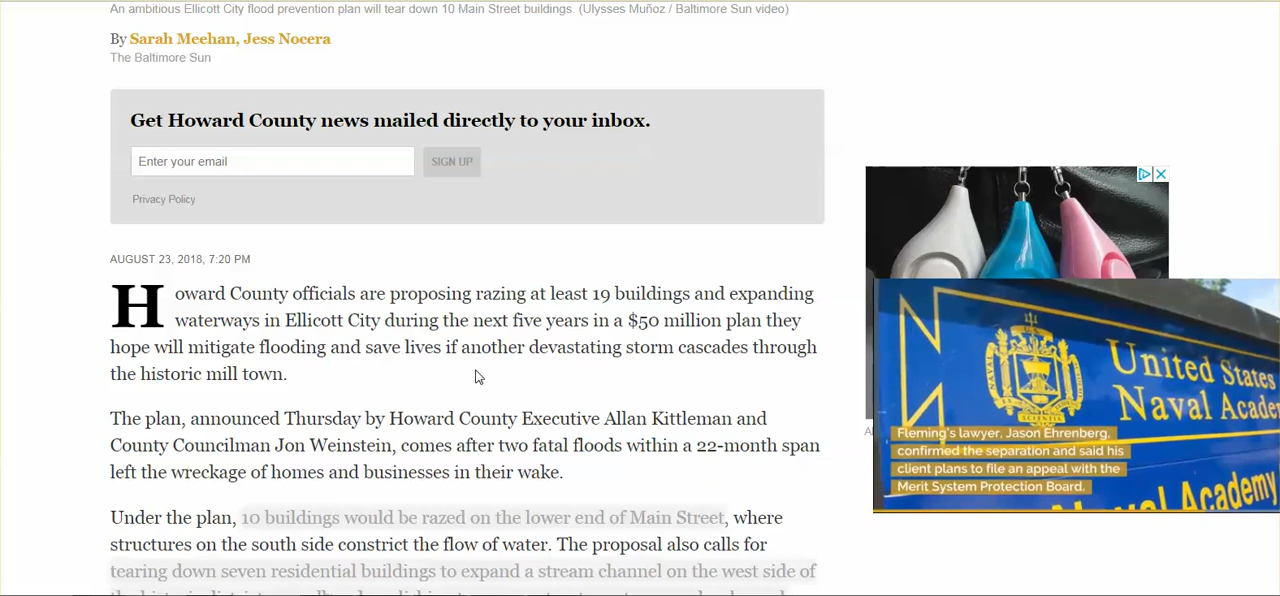 An ambitious Ellicott City flood prevention plan will tear down 10 Main Street buildings. (Ulysses Muñoz / Baltimore Sun video)
By Sarah Meehan, Jess Nocera
The Baltimore Sun
Get Howard County news mailed directly to your inbox.
Enter your email
SIGN UP
Privacy Policy
AUGUST 23, 2018, 7:20 PM
Howard County officials are proposing razing at least 19 buildings and expanding
waterways in Ellicott City during the next five years in a $50 million plan they
hope will mitigate flooding and save lives if another devastating storm cascades through
the historic mill town.
The plan, announced Thursday by Howard County Executive Allan Kittleman and
County Councilman Jon Weinstein, comes after two fatal floods within a 22-month span
left the wreckage of homes and businesses in their wake.
Under the plan, 10 buildings would be razed on the lower end of Main Street, where
structures on the south side constrict the flow of water. The proposal also calls for
tearing down seven residential buildings to expand a stream channel on the west side of
United States
Naval Acade
Naval Academy
Fleming's lawyer, Jason Ehrenberg,
confirmed the separation and said his
client plans to file an appeal with the
Merit System Protection Board.